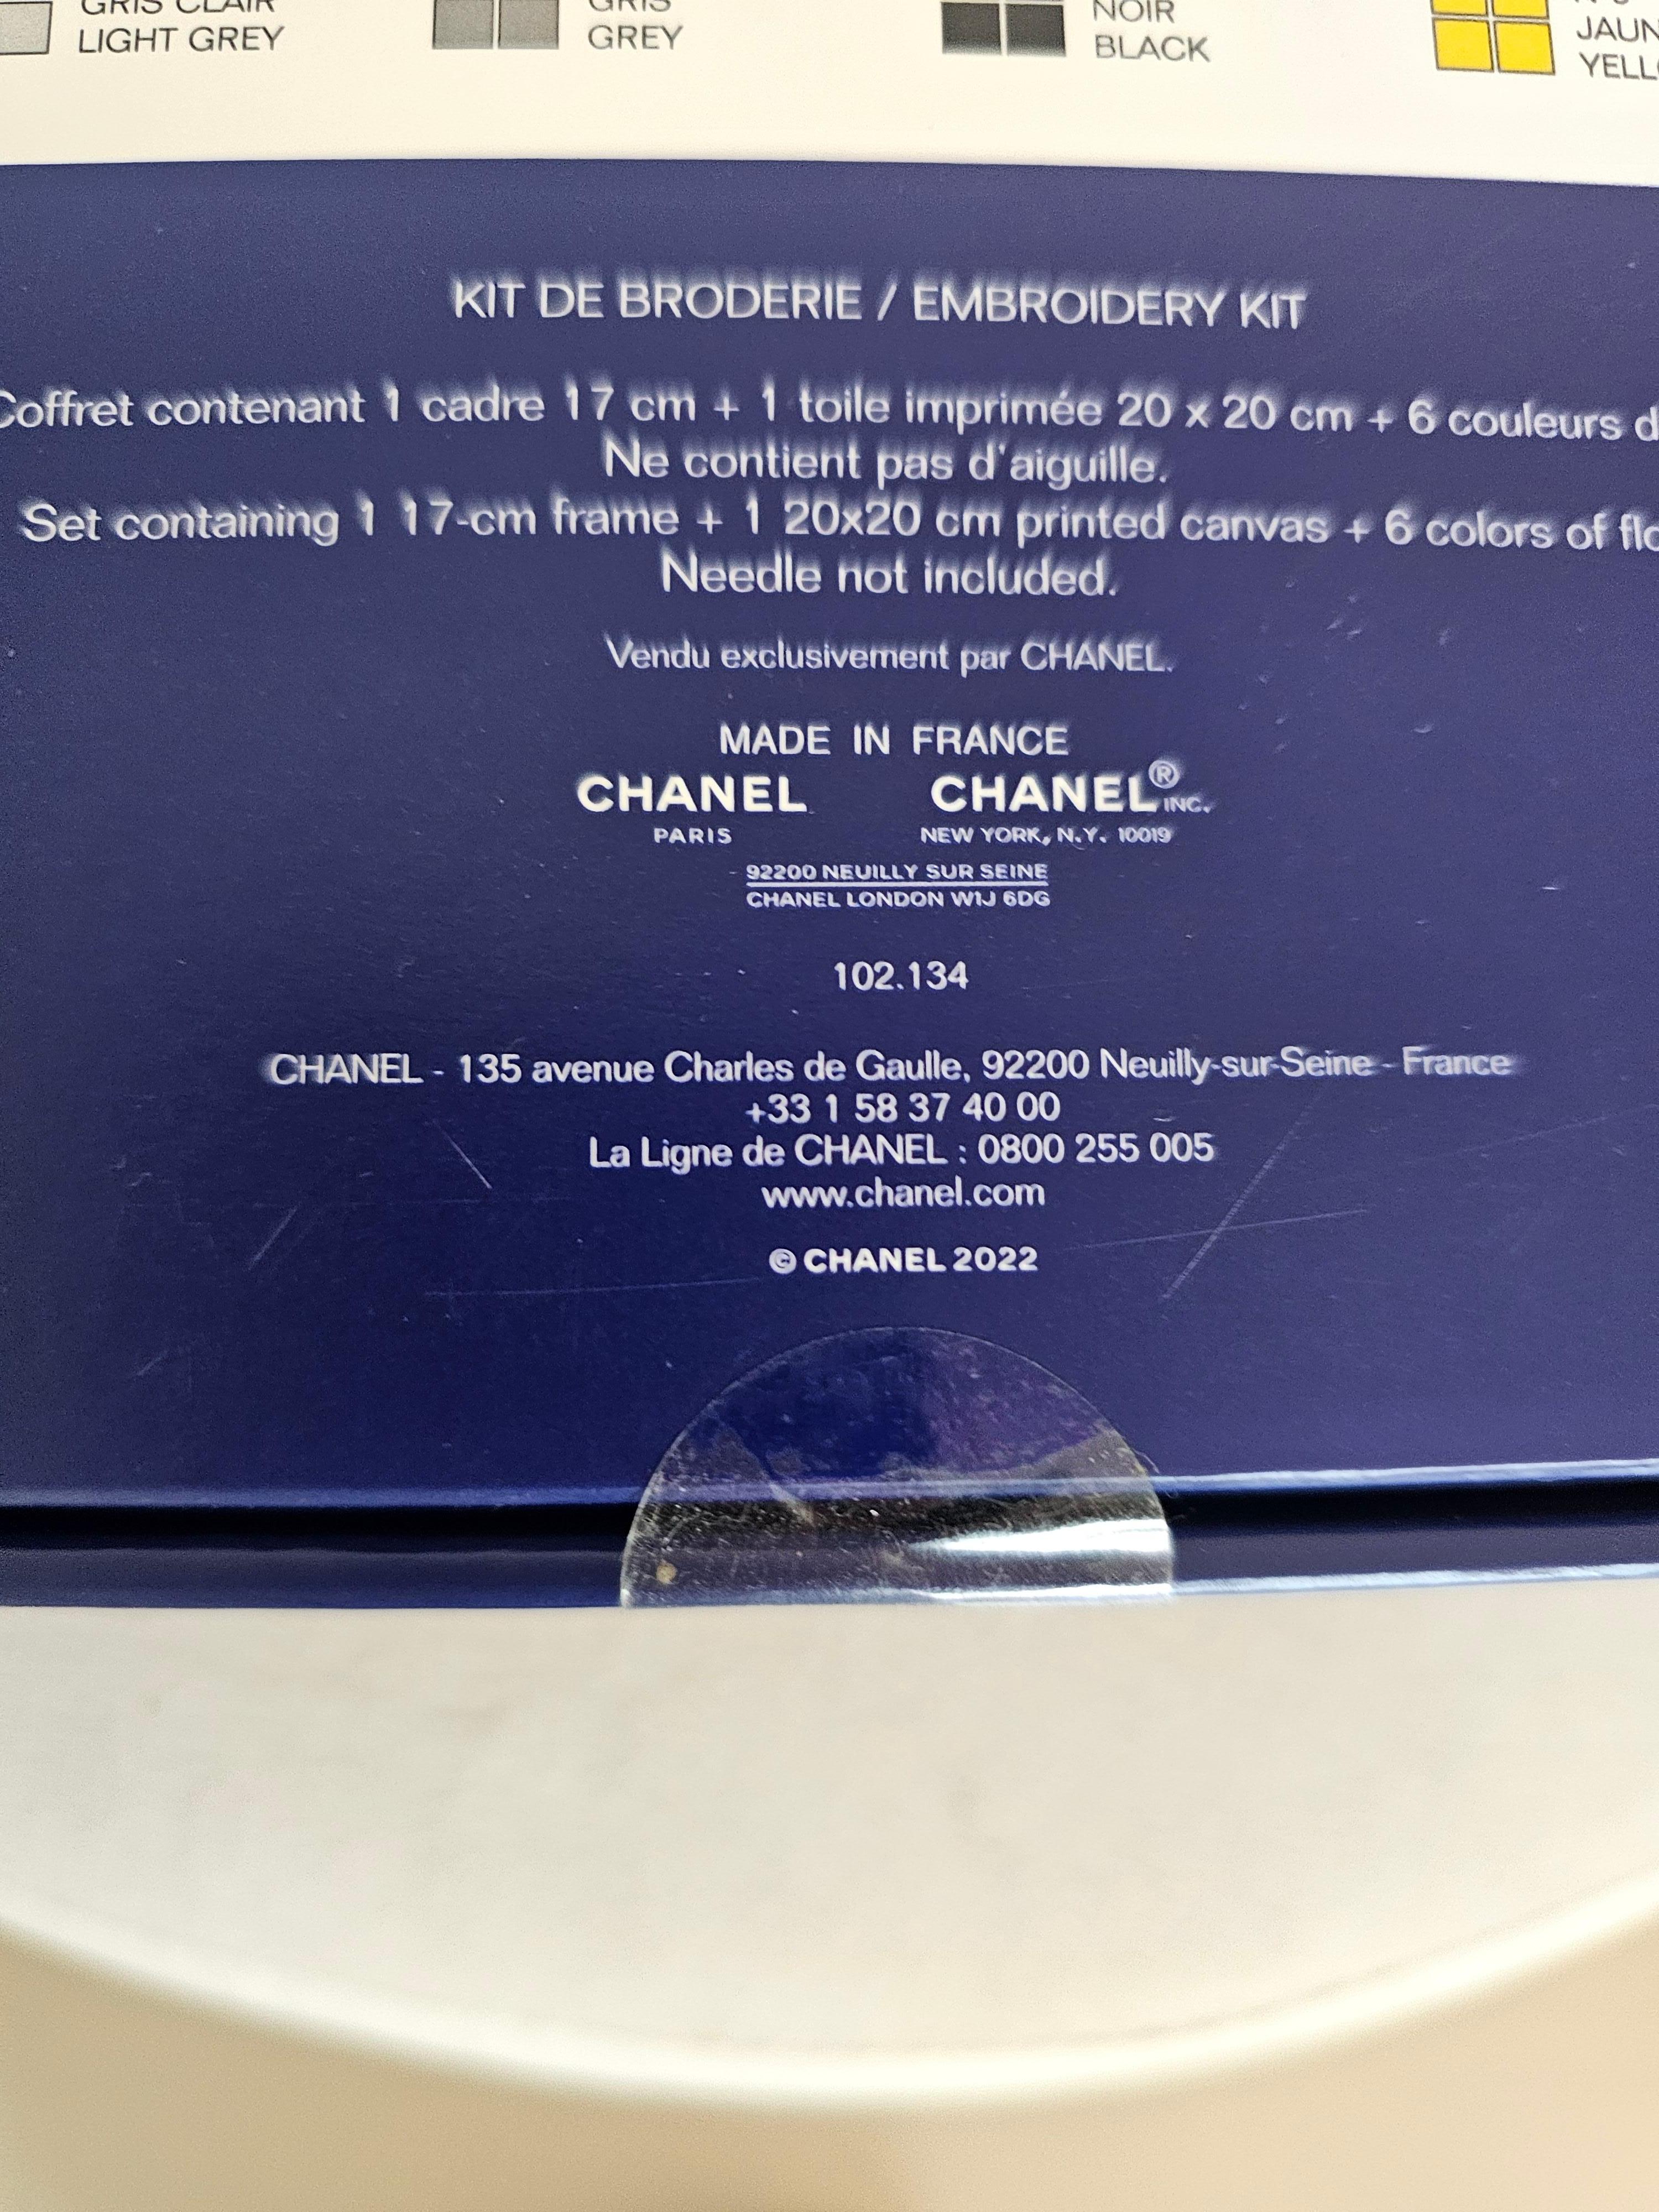 GRIS CLAIR
LIGHT GREY
GRIS
GREY
NOIR
BLACK
JAUN
YELL
KIT DE BRODERIE / EMBROIDERY KIT
Coffret contenant 1 cadre 17 cm + 1 toile imprimée 20 x 20 cm + 6 couleurs d
Ne contient pas d'aiguille.
Set containing 1 17-cm frame + 1 20x20 cm printed canvas + 6 colors of flo
Needle not included.
Vendu exclusivement par CHANEL.
MADE IN FRANCE
CHANEL CHANEL® INC.
PARIS NEW YORK, N.Y. 10019
92200 NEUILLY SUR SEINE
CHANEL LONDON W1J 6DG
102.134
CHANEL - 135 avenue Charles de Gaulle, 92200 Neuilly-sur-Seine - France
+33 1 58 37 40 00
La Ligne de CHANEL : 0800 255 005
www.chanel.com
© CHANEL 2022